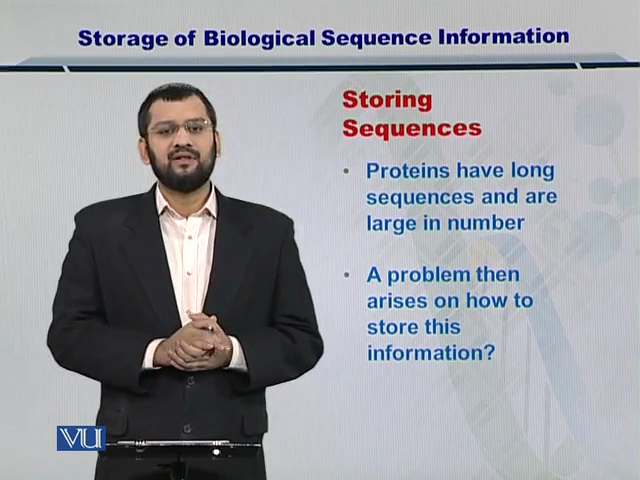 Storage of Biological Sequence Information
Storing
Sequences
• Proteins have long
sequences and are
large in number
• A problem then
arises on how to
store this
information?
VU